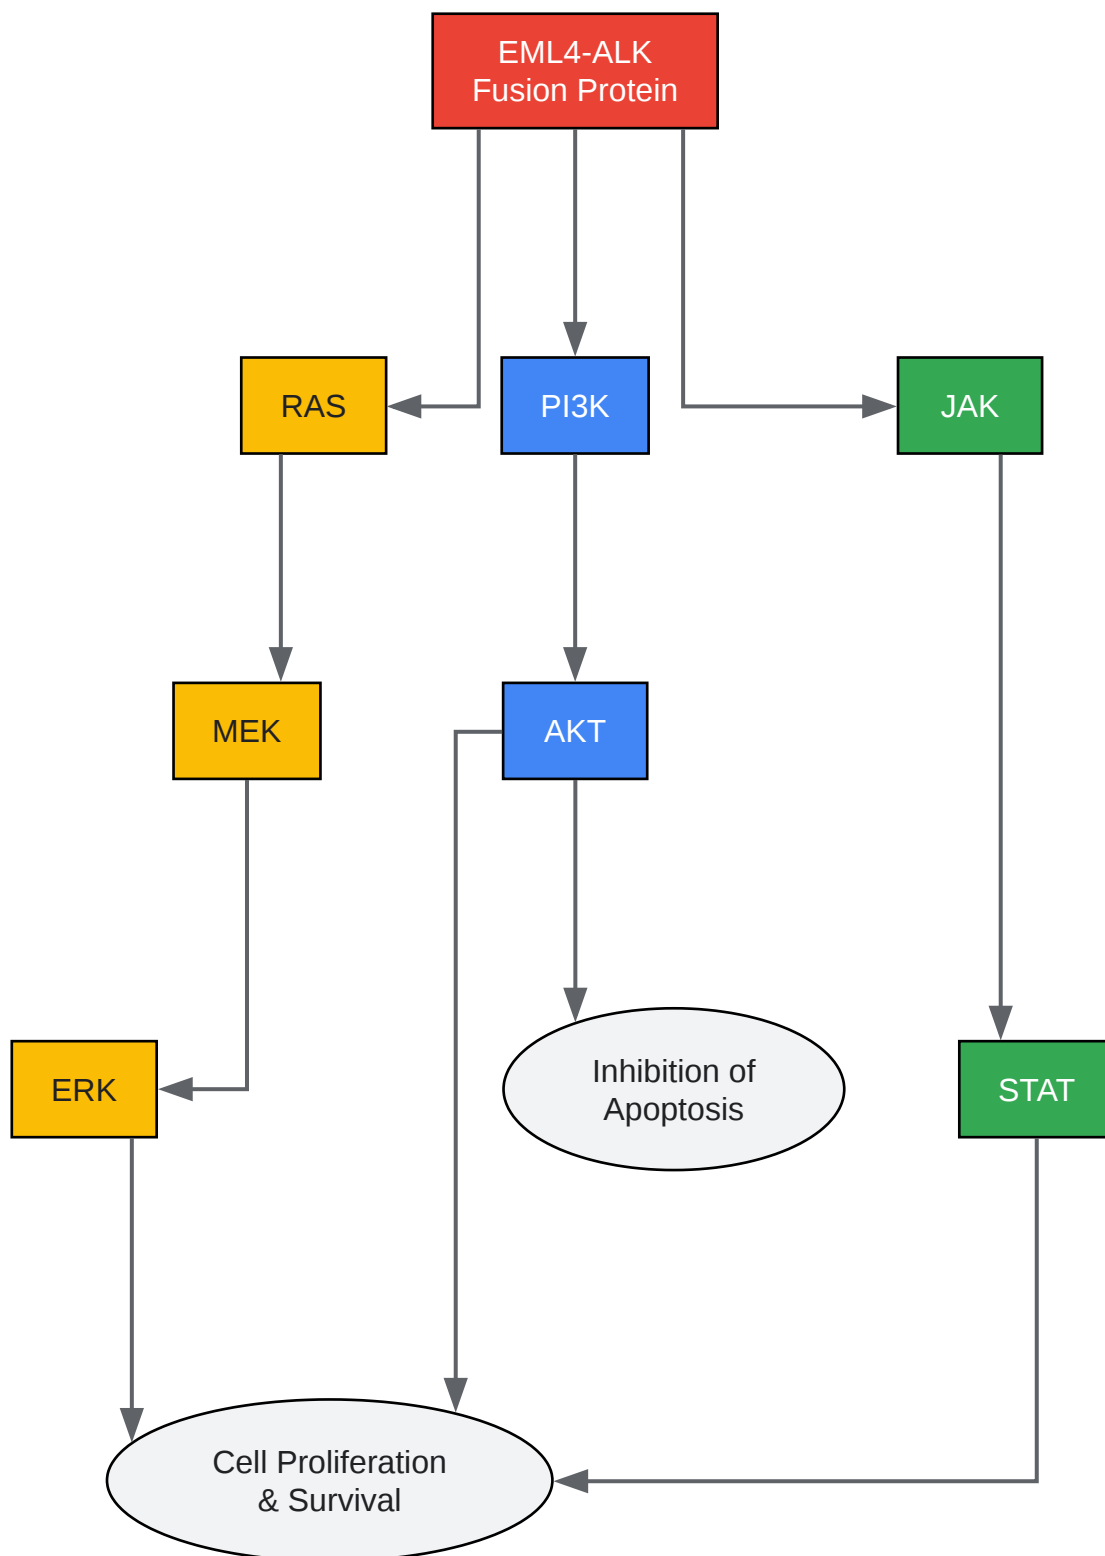 EML4-ALK
Fusion Protein
RAS
PI3K
JAK
MEK
AKT
ERK
Inhibition of
Apoptosis
STAT
Cell Proliferation
& Survival